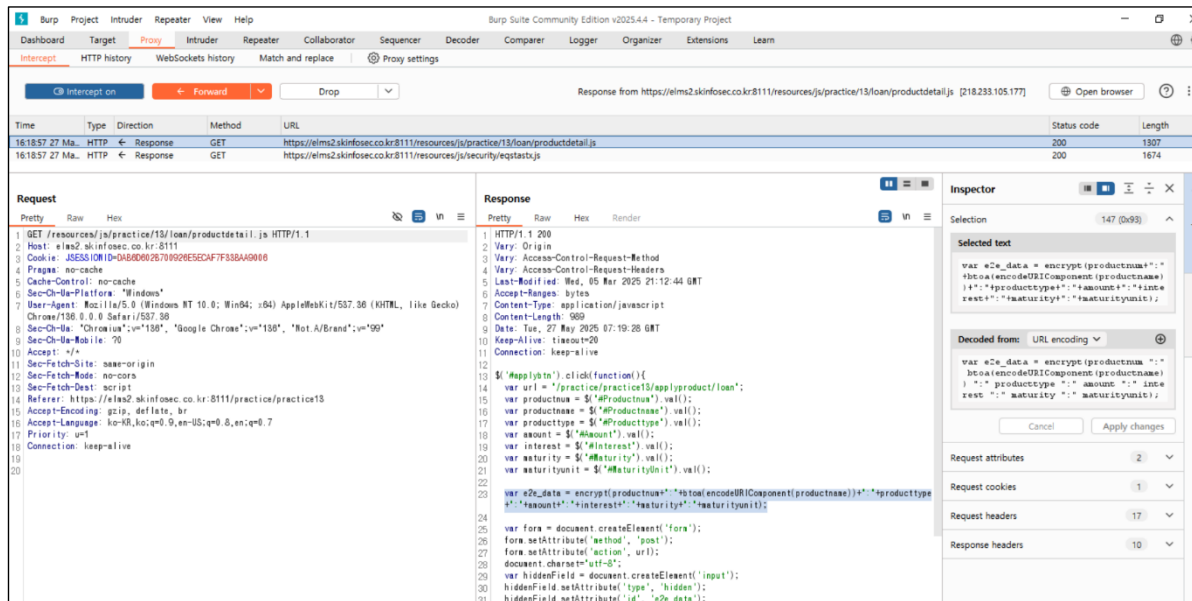 Burp Project Intruder Repeater View Help
Burp Suite Community Edition v2025.4.4 - Temporary Project
Dashboard Target Proxy Intruder Repeater Collaborator Sequencer Decoder Comparer Logger Organizer Extensions Learn
Intercept HTTP history WebSockets history Match and replace Proxy settings
Intercept on Forward Drop
Response from https://elms2.skinfosec.co.kr:8111/resources/js/practice/13/loan/productdetail.js [218.233.105.177]
Open browser
Time Type Direction Method URL Status code Length
16:18:57 27 Ma... HTTP ← Response GET https://elms2.skinfosec.co.kr:8111/resources/js/practice/13/loan/productdetail.js 200 1307
16:18:57 27 Ma... HTTP ← Response GET https://elms2.skinfosec.co.kr:8111/resources/js/security/eqstastx.js 200 1674
Request
Pretty Raw Hex
1 GET /resources/js/practice/13/loan/productdetail.js HTTP/1.1
2 Host: elms2.skinfosec.co.kr:8111
3 Cookie: JSESSIONID=DAB6D602B700926E5ECAF7F33BAA9006
4 Pragma: no-cache
5 Cache-Control: no-cache
6 Sec-Ch-Ua-Platform: "Windows"
7 User-Agent: Mozilla/5.0 (Windows NT 10.0; Win64; x64) AppleWebKit/537.36 (KHTML, like Gecko)
Chrome/136.0.0.0 Safari/537.36
8 Sec-Ch-Ua: "Chromium";v="136", "Google Chrome";v="136", "Not.A/Brand";v="99"
9 Sec-Ch-Ua-Mobile: ?0
10 Accept: */*
11 Sec-Fetch-Site: same-origin
12 Sec-Fetch-Mode: no-cors
13 Sec-Fetch-Dest: script
14 Referer: https://elms2.skinfosec.co.kr:8111/practice/practice13
15 Accept-Encoding: gzip, deflate, br
16 Accept-Language: ko-KR,ko;q=0.9,en-US;q=0.8,en;q=0.7
17 Priority: u=1
18 Connection: keep-alive
19
20
Response
Pretty Raw Hex Render
1 HTTP/1.1 200
2 Vary: Origin
3 Vary: Access-Control-Request-Method
4 Vary: Access-Control-Request-Headers
5 Last-Modified: Wed, 05 Mar 2025 21:12:44 GMT
6 Accept-Ranges: bytes
7 Content-Type: application/javascript
8 Content-Length: 989
9 Date: Tue, 27 May 2025 07:19:28 GMT
10 Keep-Alive: timeout=20
11 Connection: keep-alive
12
13 $('#applybtn').click(function(){
14 var url = "/practice/practice13/applyproduct/loan";
15 var productnum = $("#Productnum").val();
16 var productname = $("#Productname").val();
17 var producttype = $("#Producttype").val();
18 var amount = $("#Amount").val();
19 var interest = $("#Interest").val();
20 var maturity = $("#Maturity").val();
21 var maturityunit = $("#MaturityUnit").val();
22
23 var e2e_data = encrypt(productnum+":"+btoa(encodeURIComponent(productname))+":"+producttype
+":"+amount+":"+interest+":"+maturity+":"+maturityunit);
24
25 var form = document.createElement('form');
26 form.setAttribute('method', 'post');
27 form.setAttribute('action', url);
28 document.charset="utf-8";
29 var hiddenField = document.createElement('input');
30 hiddenField.setAttribute('type', 'hidden');
31 hiddenField.setAttribute('id', 'e2e_data');
Inspector
Selection 147 (0x93)
Selected text
var e2e_data = encrypt(productnum+":"
+btoa(encodeURIComponent(productname)
)+":"+producttype+":"+amount+":"+inte
rest+":"+maturity+":"+maturityunit);
Decoded from: URL encoding
var e2e_data = encrypt(productnum ":"
btoa(encodeURIComponent(productname)
) ":" producttype ":" amount ":" inte
rest ":" maturity ":" maturityunit);
Cancel Apply changes
Request attributes 2
Request cookies 1
Request headers 17
Response headers 10